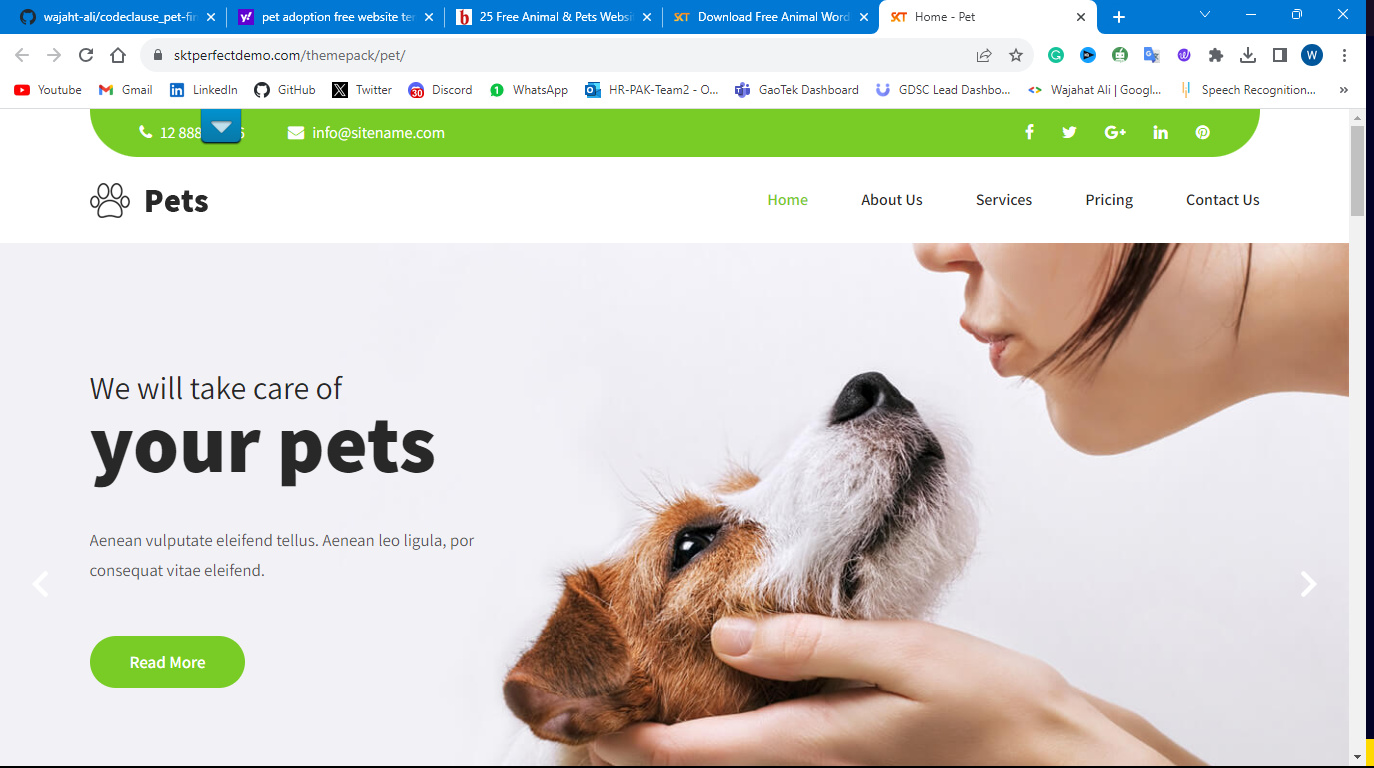 wajaht-ali/codeclause_pet-fin
pet adoption free website ter
25 Free Animal & Pets Websi
SKT Download Free Animal Word
SKT Home - Pet
sktperfectdemo.com/themepack/pet/
W
Youtube Gmail LinkedIn GitHub Twitter 30 Discord 1 WhatsApp HR-PAK-Team2 - O... GaoTek Dashboard GDSC Lead Dashbo... Wajahat Ali | Googl... Speech Recognition... »
12 888 6 info@sitename.com
Pets
Home About Us Services Pricing Contact Us
We will take care of
your pets
Aenean vulputate eleifend tellus. Aenean leo ligula, por
consequat vitae eleifend.
Read More